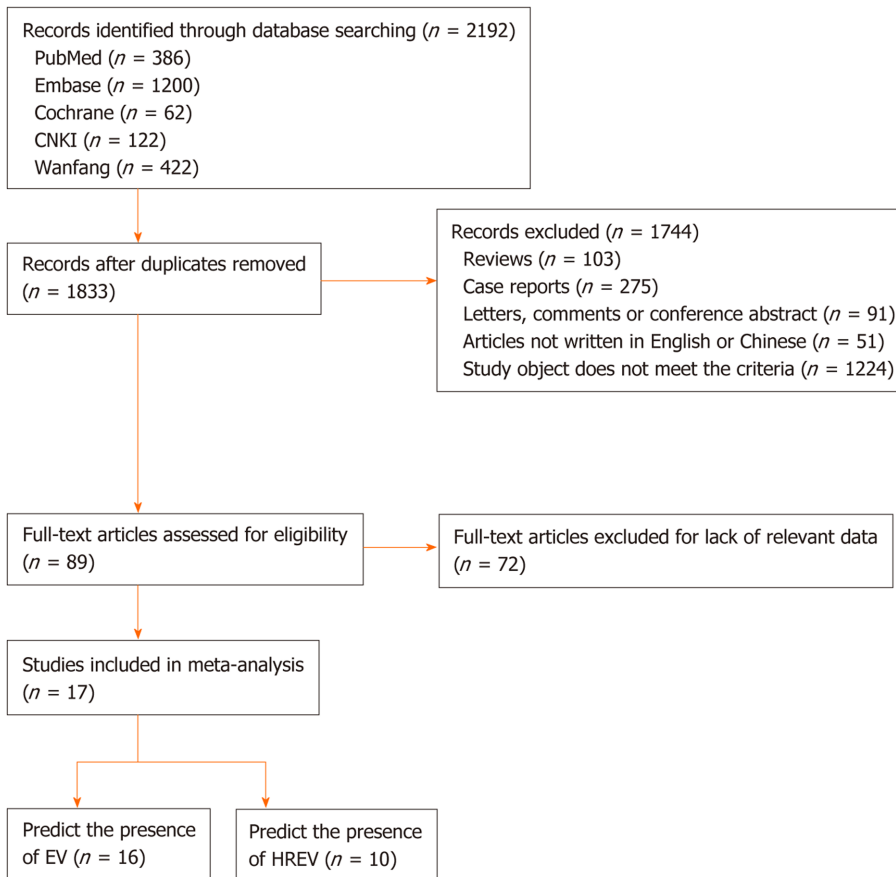 Records identified through database searching (n = 2192)
PubMed (n = 386)
Embase (n = 1200)
Cochrane (n = 62)
CNKI (n = 122)
Wanfang (n = 422)
Records after duplicates removed
(n = 1833)
Records excluded (n = 1744)
Reviews (n = 103)
Case reports (n = 275)
Letters, comments or conference abstract (n = 91)
Articles not written in English or Chinese (n = 51)
Study object does not meet the criteria (n = 1224)
Full-text articles assessed for eligibility
(n = 89)
Full-text articles excluded for lack of relevant data
(n = 72)
Studies included in meta-analysis
(n = 17)
Predict the presence
of EV (n = 16)
Predict the presence
of HREV (n = 10)